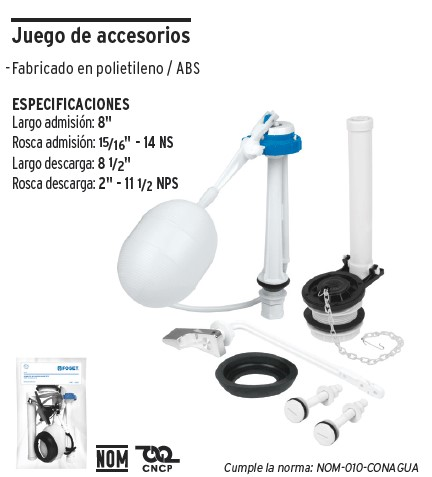 Juego de accesorios
-Fabricado en polietileno / ABS
ESPECIFICACIONES
Largo admisión: 8"
Rosca admisión: 15/16" - 14 NS
Largo descarga: 8 1/2"
Rosca descarga: 2" - 11 1/2 NPS
FOSET
NOM
CNCP
Cumple la norma: NOM-010-CONAGUA